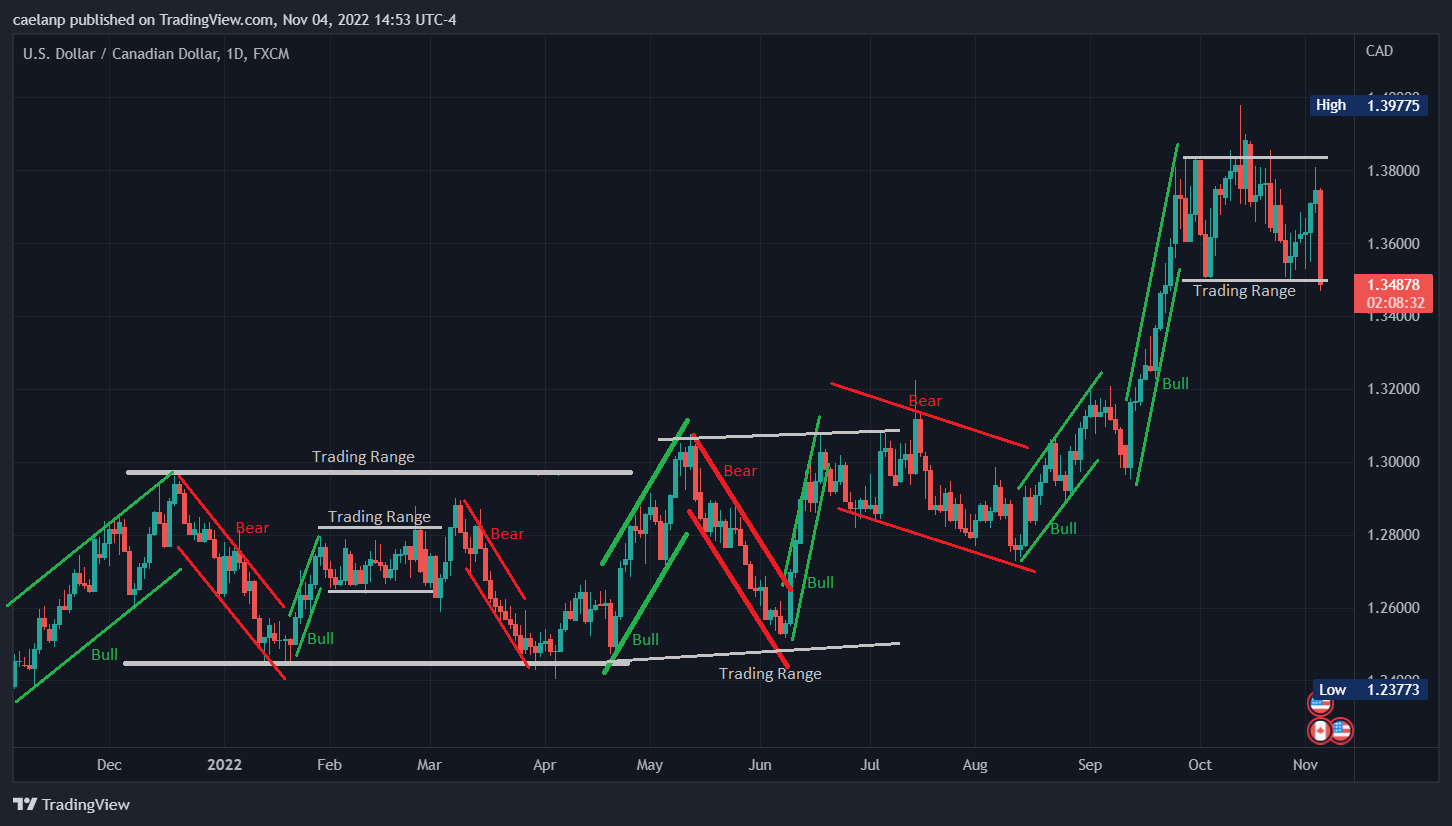 caelanp published on TradingView.com, Nov 04, 2022 14:53 UTC-4
U.S. Dollar / Canadian Dollar, 1D, FXCM
CAD
High 1.39775
1.38000
1.36000
1.34878
02:08:32
1.34000
1.32000
1.30000
1.28000
1.26000
Low 1.23773
Trading Range
Bull
Bear
Bull
Trading Range
Trading Range
Bear
Bear
Bear
Bull
Bull
Bull
Bull
Bull
Trading Range
Dec 2022 Feb Mar Apr May Jun Jul Aug Sep Oct Nov
TradingView